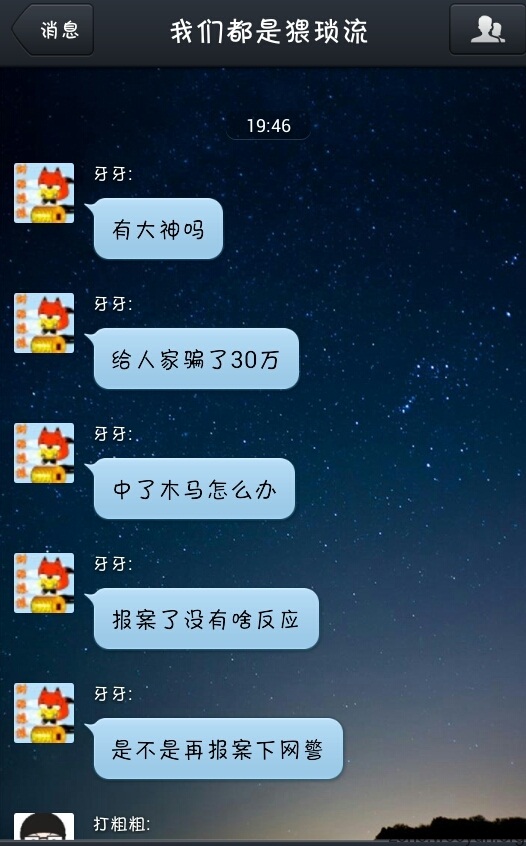 消息
我们都是猥琐流
19:46
牙牙:
有大神吗
牙牙:
给人家骗了30万
牙牙:
中了木马怎么办
牙牙:
报案了没有啥反应
牙牙:
是不是再报案下网警
打粗粗: